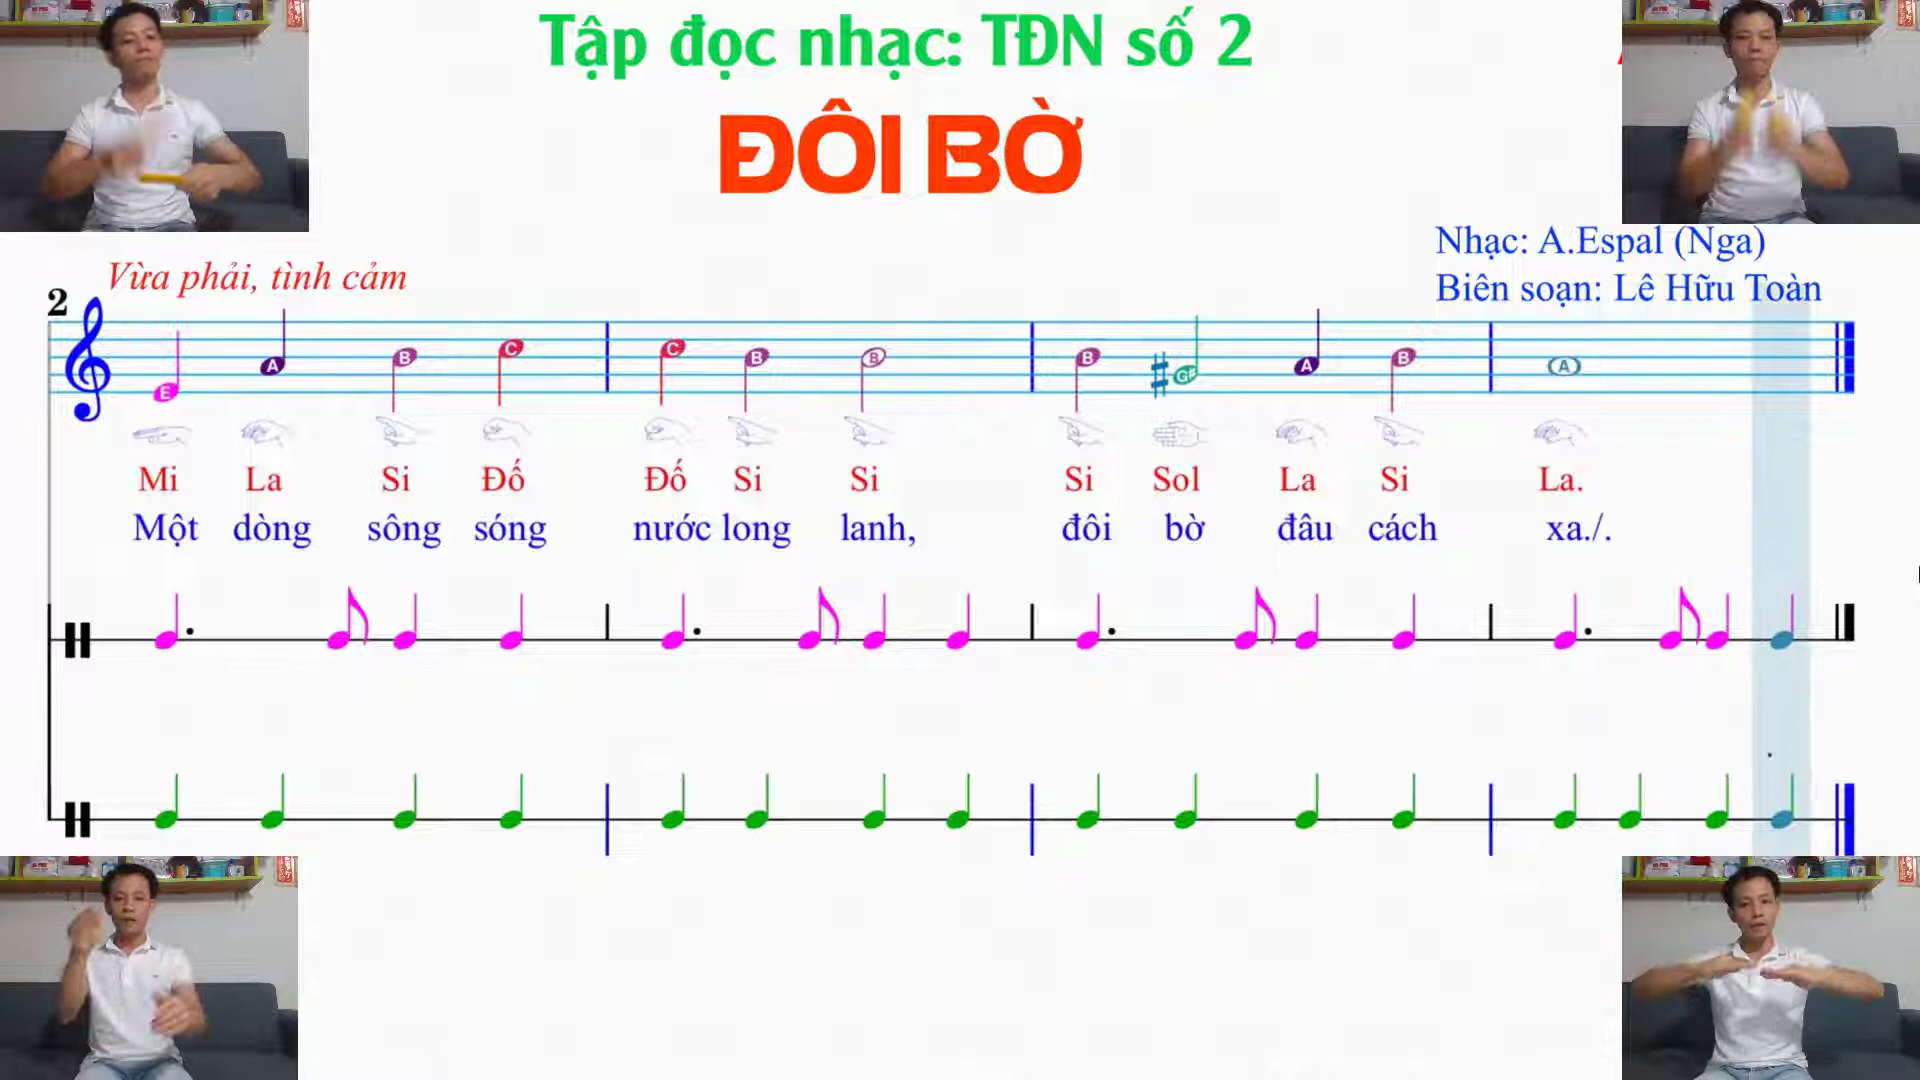 Tập đọc nhạc: TĐN số 2
ĐÔI BỜ
Nhạc: A.Espal (Nga)
Biên soạn: Lê Hữu Toàn
Vừa phải, tình cảm
2
E A B C C B B B G# A B A
Mi La Si Đố Đố Si Si Si Sol La Si La.
Một dòng sông sóng nước long lanh, đôi bờ đâu cách xa./.